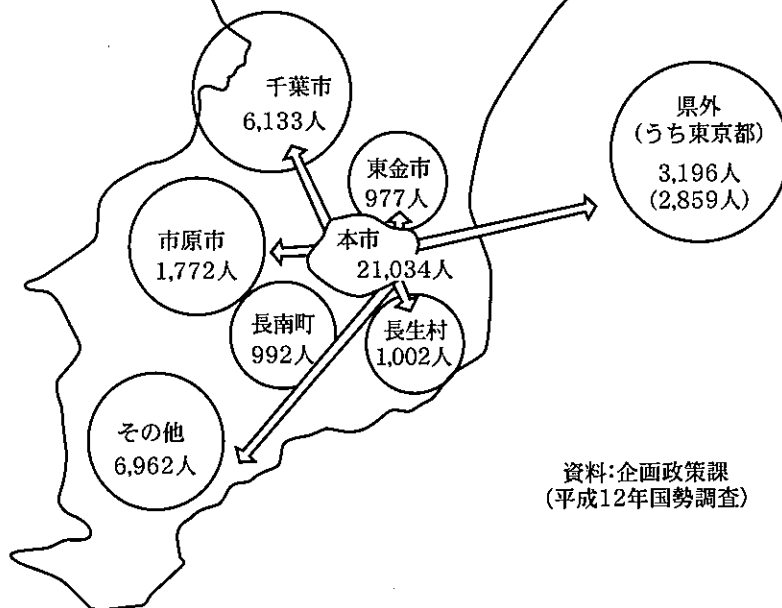 千葉市
6,133人
県外
(うち東京都)
3,196人
(2,859人)
東金市
977人
市原市
1,772人
本市
21,034人
長南町
992人
長生村
1,002人
その他
6,962人
資料:企画政策課
(平成12年国勢調査)